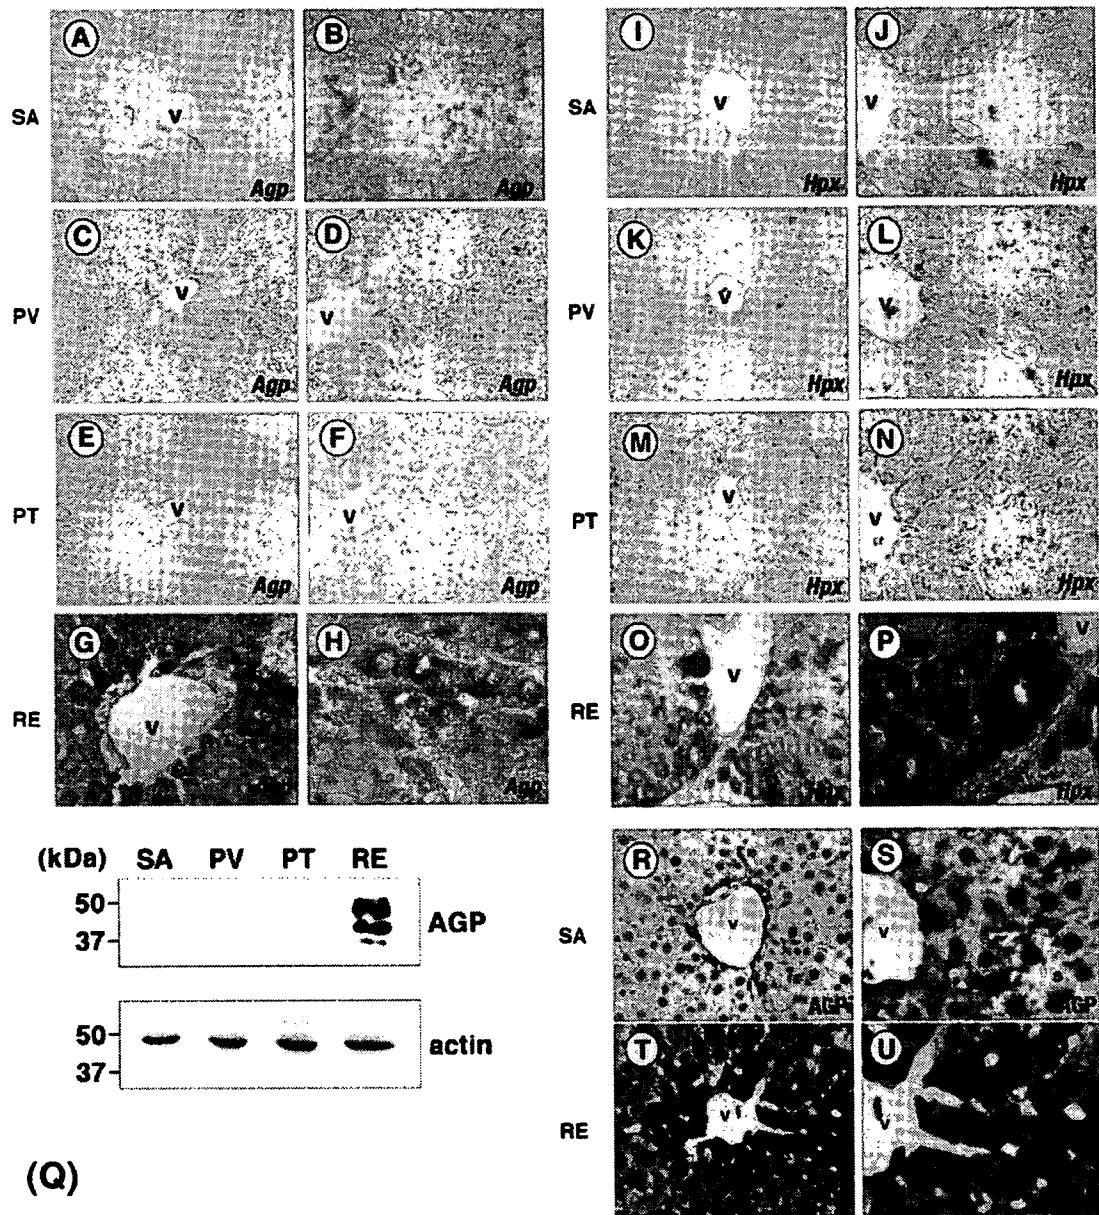 A B I J
SA v SA v v
Agp Agp Hpx Hpx
C D K L
PV v v PV v v
Agp Agp Hpx Hpx
E F M N
PT v v PT v v
Agp Agp Hpx Hpx
G H O P
RE v RE v v
Agp Hpx Hpx
(kDa) SA PV PT RE
50
37
AGP
50
37
actin
(Q)
R S
SA v v
AGP AGP
T U
RE v v